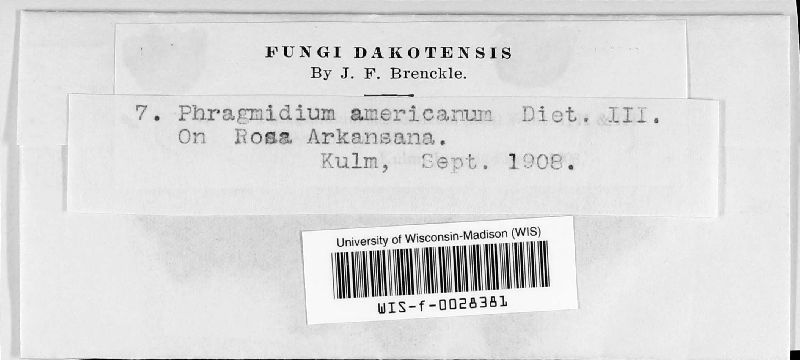 FUNGI DAKOTENSIS
By J. F. Brenckle.
7. Phragmidium americanum Diet. III.
On Rosa Arkansana.
Kulm, Sept. 1908.
University of Wisconsin-Madison (WIS)
WIS-f-0028381